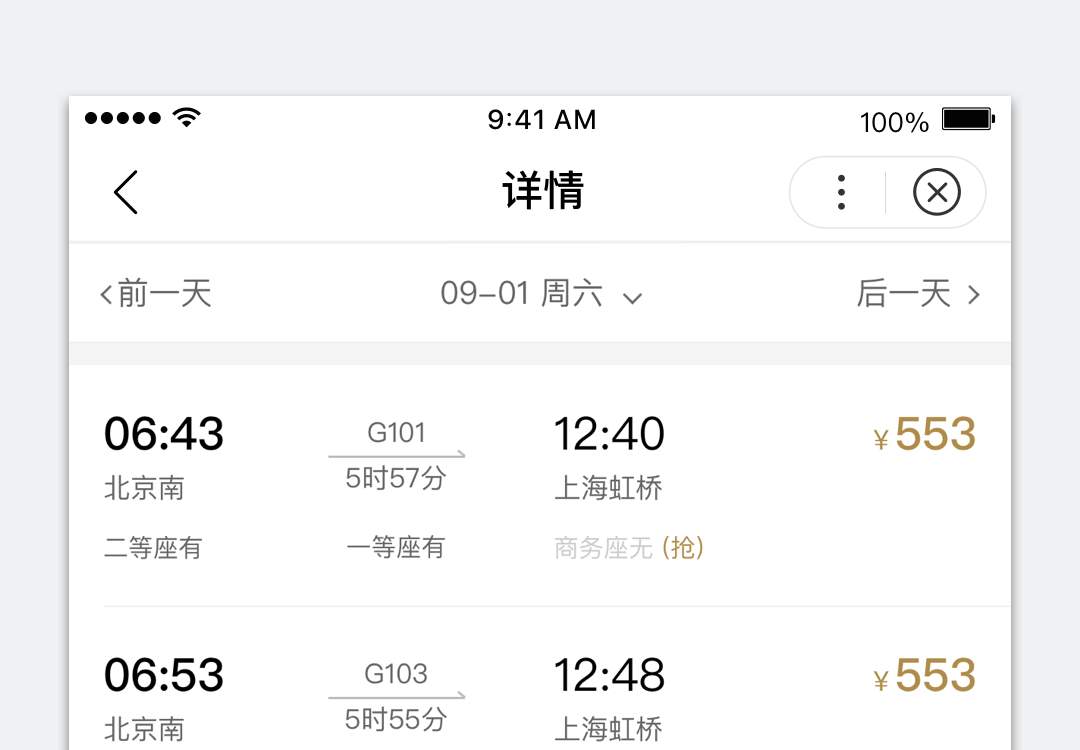 9:41 AM 100%
详情
前一天 09-01 周六 后一天
06:43 G101 12:40 ¥553
北京南 5时57分 上海虹桥
二等座有 一等座有 商务座无 (抢)
06:53 G103 12:48 ¥553
北京南 5时55分 上海虹桥